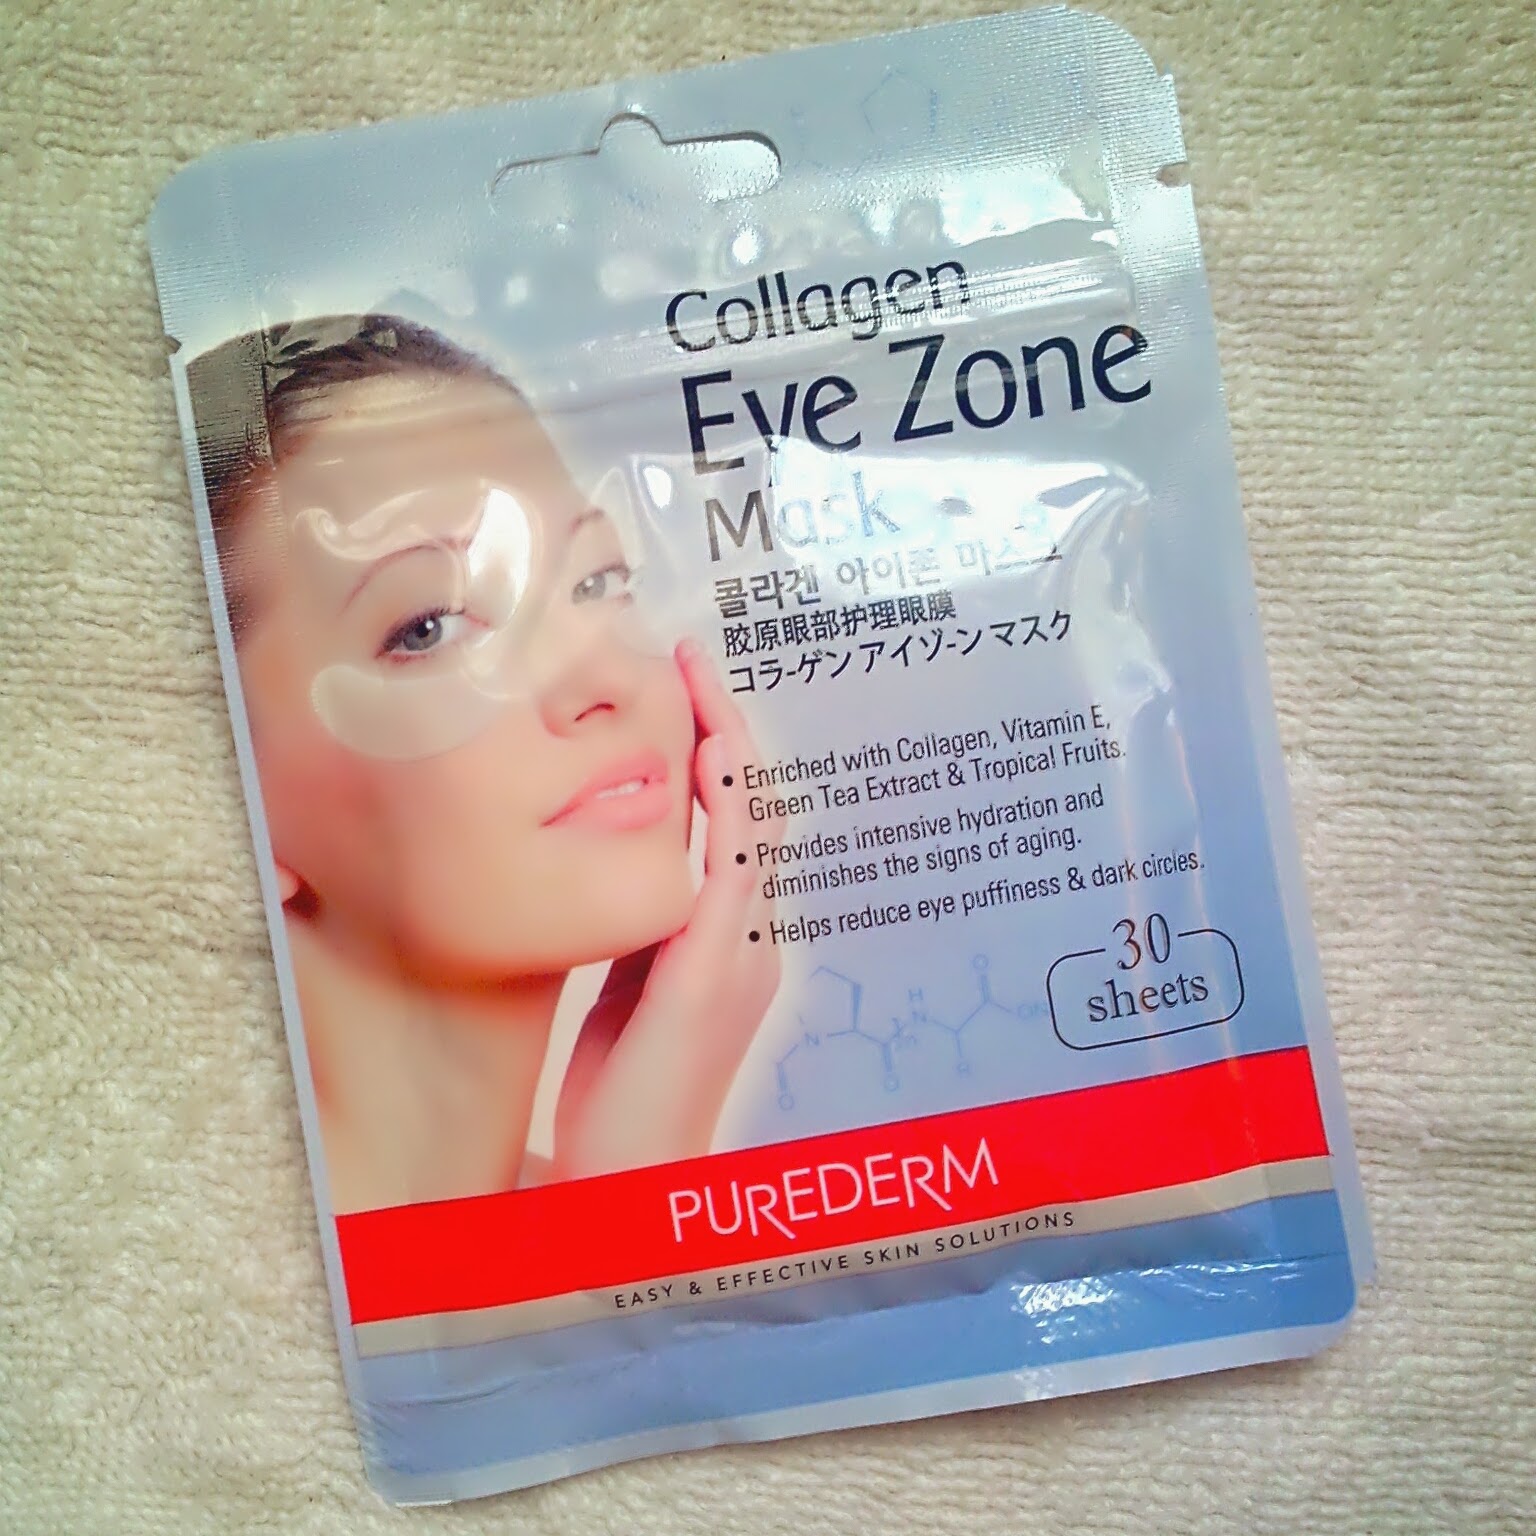 Collagen
Eye Zone
Mask
콜라겐 아이존 마스크
胶原眼部护理眼膜
コラ-ゲン アイゾ-ン マスク
• Enriched with Collagen, Vitamin E,
Green Tea Extract & Tropical Fruits.
• Provides intensive hydration and
diminishes the signs of aging.
• Helps reduce eye puffiness & dark circles.
30
sheets
PUREDERM
EASY & EFFECTIVE SKIN SOLUTIONS